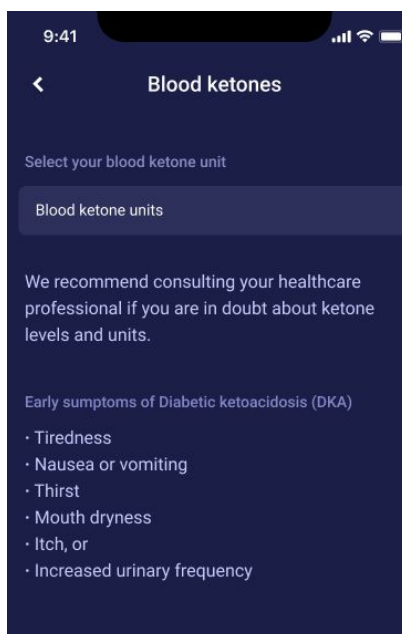 9:41
Blood ketones
Select your blood ketone unit
Blood ketone units
We recommend consulting your healthcare
professional if you are in doubt about ketone
levels and units.
Early sumptoms of Diabetic ketoacidosis (DKA)
· Tiredness
· Nausea or vomiting
· Thirst
· Mouth dryness
· Itch, or
· Increased urinary frequency